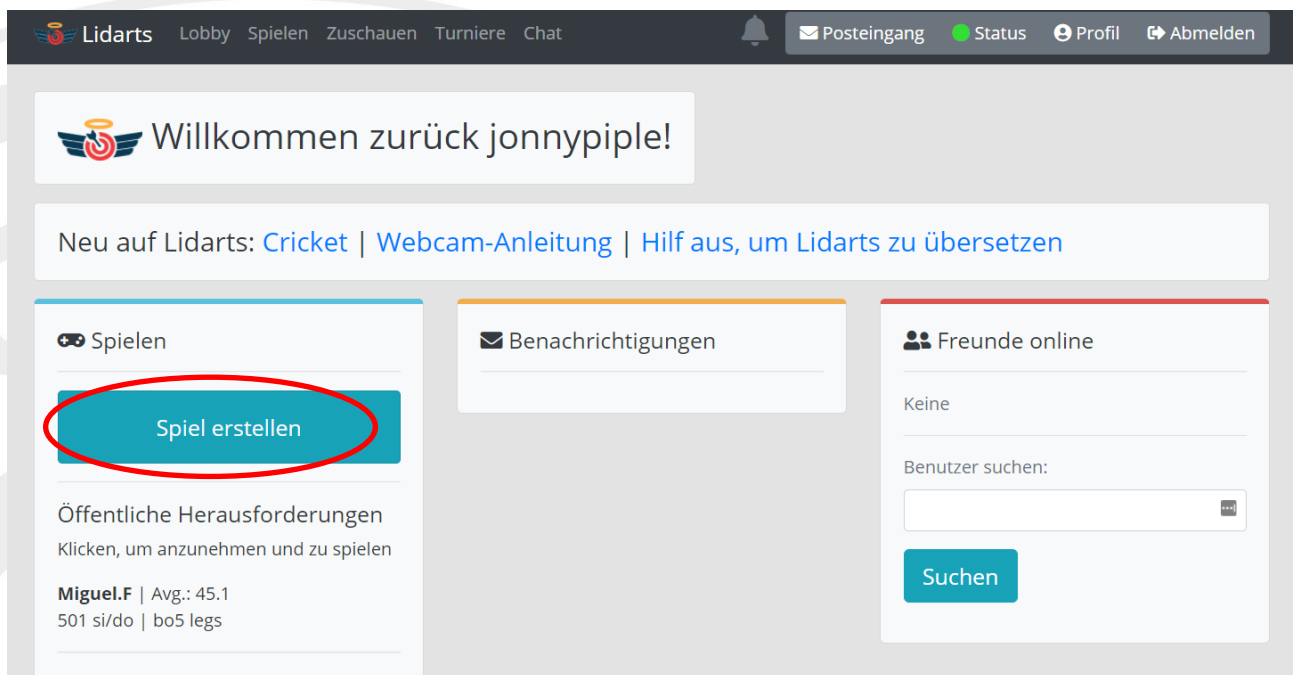 Lidarts Lobby Spielen Zuschauen Turniere Chat Posteingang Status Profil Abmelden
Willkommen zurück jonnypiple!
Neu auf Lidarts: Cricket | Webcam-Anleitung | Hilf aus, um Lidarts zu übersetzen
Spielen
Spiel erstellen
Öffentliche Herausforderungen
Klicken, um anzunehmen und zu spielen
Miguel.F | Avg.: 45.1
501 si/do | bo5 legs
Benachrichtigungen
Freunde online
Keine
Benutzer suchen:
Suchen